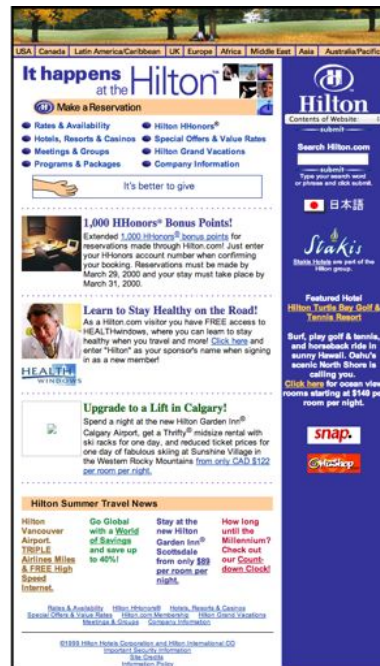 USA Canada Latin America/Caribbean UK Europe Africa Middle East Asia Australia/Pacific
It happens
at the Hilton
Make a Reservation
Rates & Availability
Hotels, Resorts & Casinos
Meetings & Groups
Programs & Packages
Hilton HHonors®
Special Offers & Value Rates
Hilton Grand Vacations
Company Information
It's better to give
1,000 HHonors® Bonus Points!
Extended 1,000 HHonors® bonus points for
reservations made through Hilton.com! Just enter
your HHonors account number when confirming
your booking. Reservations must be made by
March 29, 2000 and your stay must take place by
March 31, 2000.
Learn to Stay Healthy on the Road!
As a Hilton.com visitor you have FREE access to
HEALTHwindows, where you can learn to stay
healthy when you travel and more! Click here and
enter "Hilton" as your sponsor's name when signing
in as a new member!
HEALTH
WINDOWS
Upgrade to a Lift in Calgary!
Spend a night at the new Hilton Garden Inn®
Calgary Airport, get a Thrifty® midsize rental with
ski racks for one day, and reduced ticket prices for
one day of fabulous skiing at Sunshine Village in
the Western Rocky Mountains from only CAD $122
per room per night.
Hilton Summer Travel News
Hilton
Vancouver
Airport.
TRIPLE
Airlines Miles
& FREE High
Speed
Internet.
Go Global
with a World
of Savings
and save up
to 40%!
Stay at the
new Hilton
Garden Inn®
Scottsdale
from only $89
per room per
night.
How long
until the
Millennium?
Check out
our Count-
down Clock!
Rates & Availability Hilton HHonors® Hotels, Resorts & Casinos
Special Offers & Value Rates Hilton.com Membership Hilton Grand Vacations
Meetings & Groups Company Information
Hilton Hotels Corporation and Hilton International CO
Important Security Information
Site Credits
Information Policy
Hilton
Contents of Website:
submit
Search Hilton.com
submit
Type your search word
or phrase and click submit.
日本語
Stakis
Stakis Hotels are part of the
Hilton group.
Featured Hotel
Hilton Turtle Bay Golf &
Tennis Resort
Surf, play golf & tennis,
and horseback ride in
sunny Hawaii. Oahu's
scenic North Shore is
calling you.
Click here for ocean view
rooms starting at $140 per
room per night.
snap.
HotShop